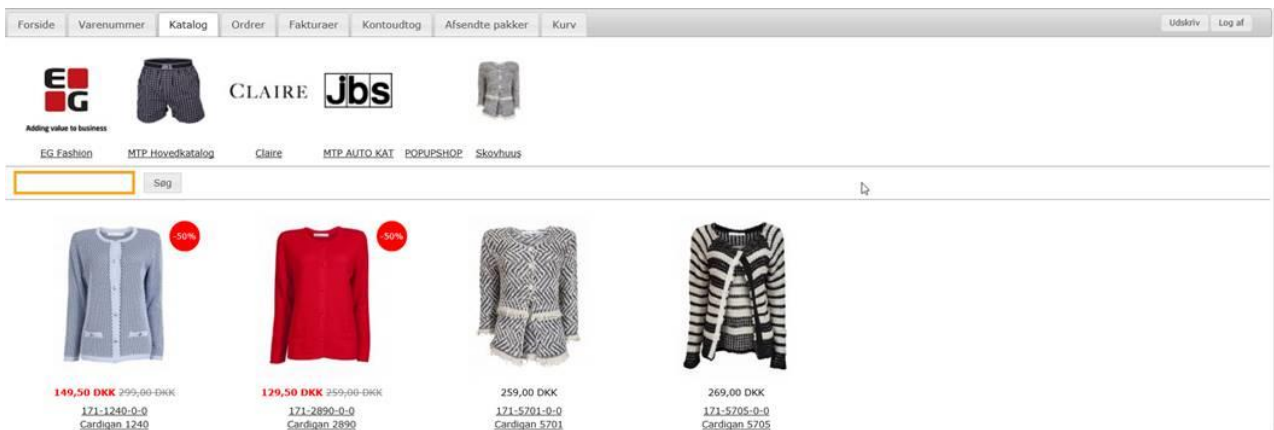 Forside Varenummer Katalog Ordrer Fakturaer Kontoudtog Afsendte pakker Kurv Udskriv Log af
EG CLAIRE jbs
Adding value to business
EG Fashion MTP Hovedkatalog Claire MTP AUTO KAT POPUPSHOP Skovhuus
Søg
-50% -50%
149,50 DKK 299,00 DKK 129,50 DKK 259,00 DKK 259,00 DKK 269,00 DKK
171-1240-0-0 171-2890-0-0 171-5701-0-0 171-5705-0-0
Cardigan 1240 Cardigan 2890 Cardigan 5701 Cardigan 5705